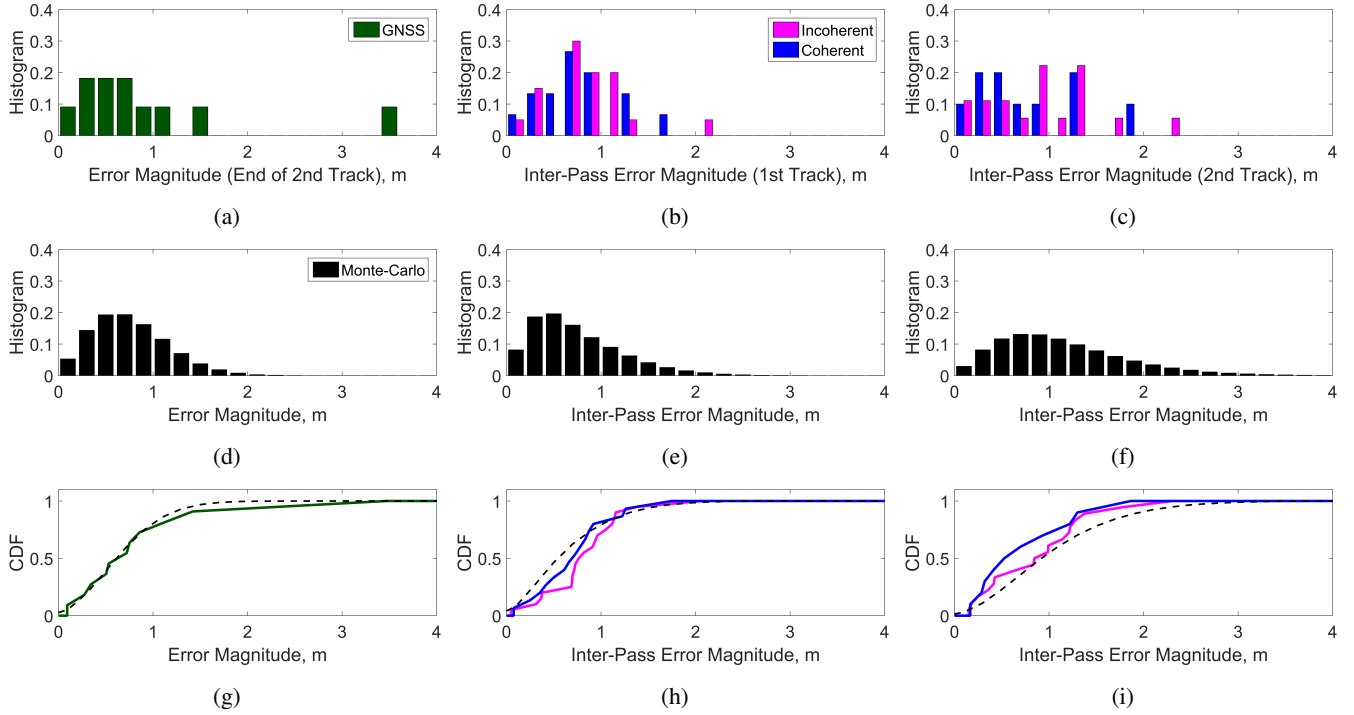 0.4
0.3
0.2
0.1
0
Histogram
GNSS
0 1 2 3 4
Error Magnitude (End of 2nd Track), m
(a)
0.4
0.3
0.2
0.1
0
Histogram
Incoherent
Coherent
0 1 2 3 4
Inter-Pass Error Magnitude (1st Track), m
(b)
0.4
0.3
0.2
0.1
0
Histogram
0 1 2 3 4
Inter-Pass Error Magnitude (2nd Track), m
(c)
0.4
0.3
0.2
0.1
0
Histogram
Monte-Carlo
0 1 2 3 4
Error Magnitude, m
(d)
0.4
0.3
0.2
0.1
0
Histogram
0 1 2 3 4
Inter-Pass Error Magnitude, m
(e)
0.4
0.3
0.2
0.1
0
Histogram
0 1 2 3 4
Inter-Pass Error Magnitude, m
(f)
1
0.5
0
CDF
0 1 2 3 4
Error Magnitude, m
(g)
1
0.5
0
CDF
0 1 2 3 4
Inter-Pass Error Magnitude, m
(h)
1
0.5
0
CDF
0 1 2 3 4
Inter-Pass Error Magnitude, m
(i)